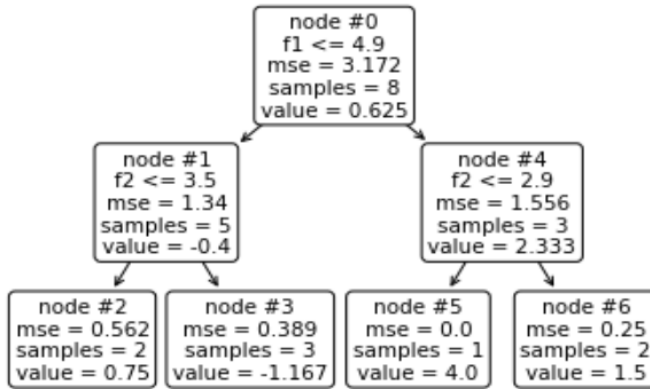 node #0
f1 <= 4.9
mse = 3.172
samples = 8
value = 0.625
node #1
f2 <= 3.5
mse = 1.34
samples = 5
value = -0.4
node #4
f2 <= 2.9
mse = 1.556
samples = 3
value = 2.333
node #2
mse = 0.562
samples = 2
value = 0.75
node #3
mse = 0.389
samples = 3
value = -1.167
node #5
mse = 0.0
samples = 1
value = 4.0
node #6
mse = 0.25
samples = 2
value = 1.5